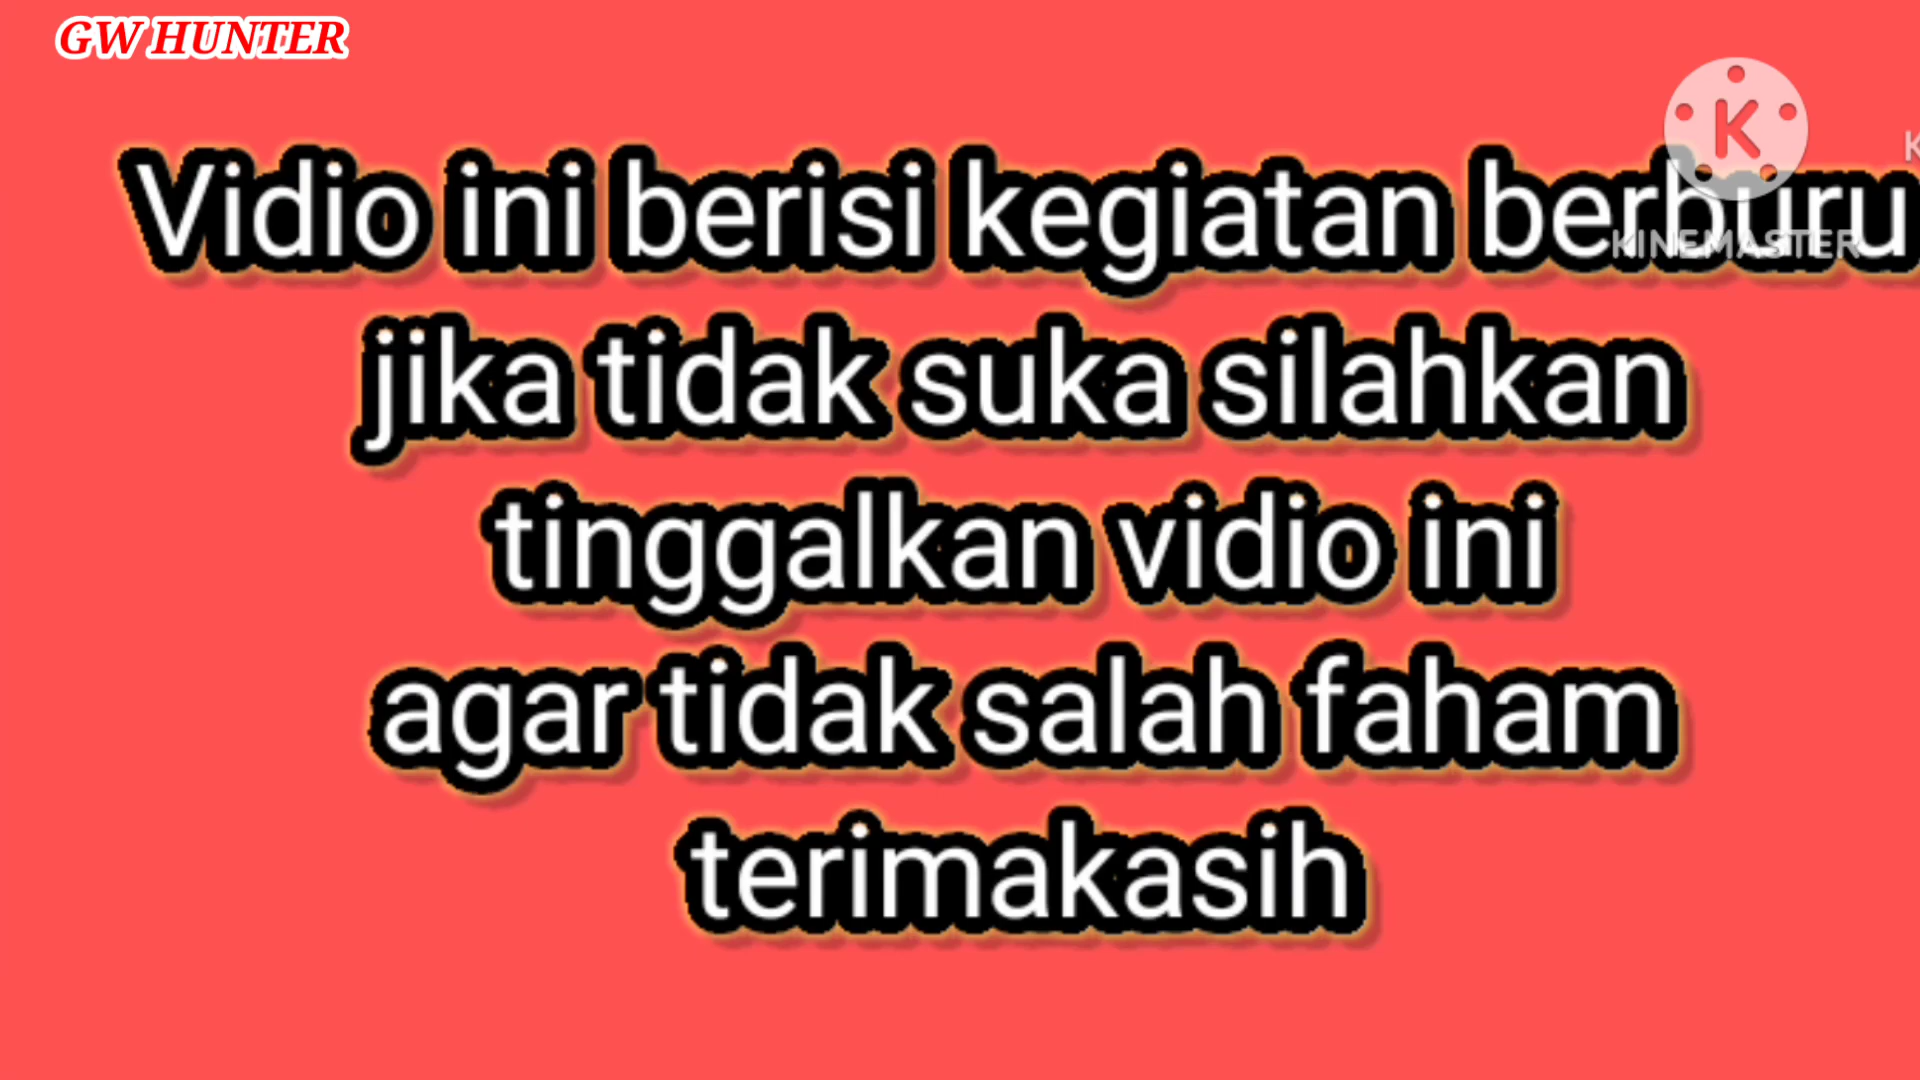 GW HUNTER
Vidio ini berisi kegiatan berburu
jika tidak suka silahkan
tinggalkan vidio ini
agar tidak salah faham
terimakasih
K
KINEMASTER